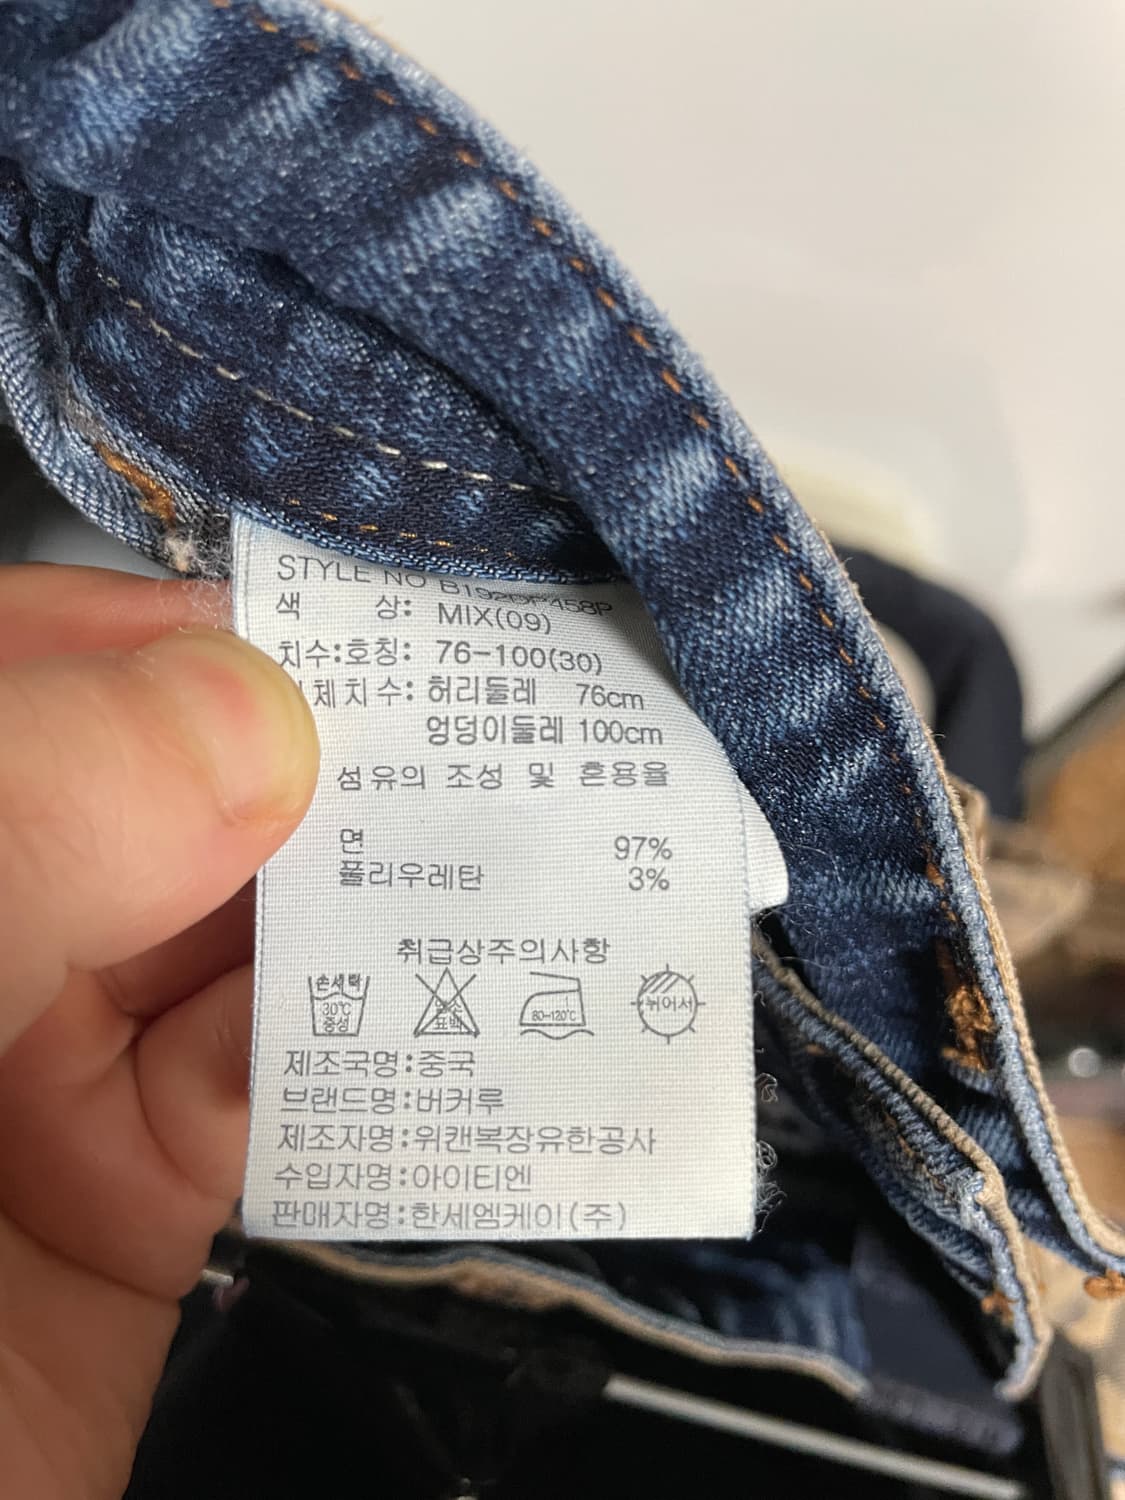 STYLE NO
색 상: MIX(09)
치수:호칭: 76-100(30)
체치수: 허리둘레 76cm
엉덩이둘레 100cm
섬유의 조성 및 혼용율
면 97%
폴리우레탄 3%
취급상주의사항
손세탁 30℃ 중성
표백
80-120℃
뉘어서
제조국명:중국
브랜드명:버커루
제조자명:위캔복장유한공사
수입자명:아이티엔
판매자명:한세엠케이(주)